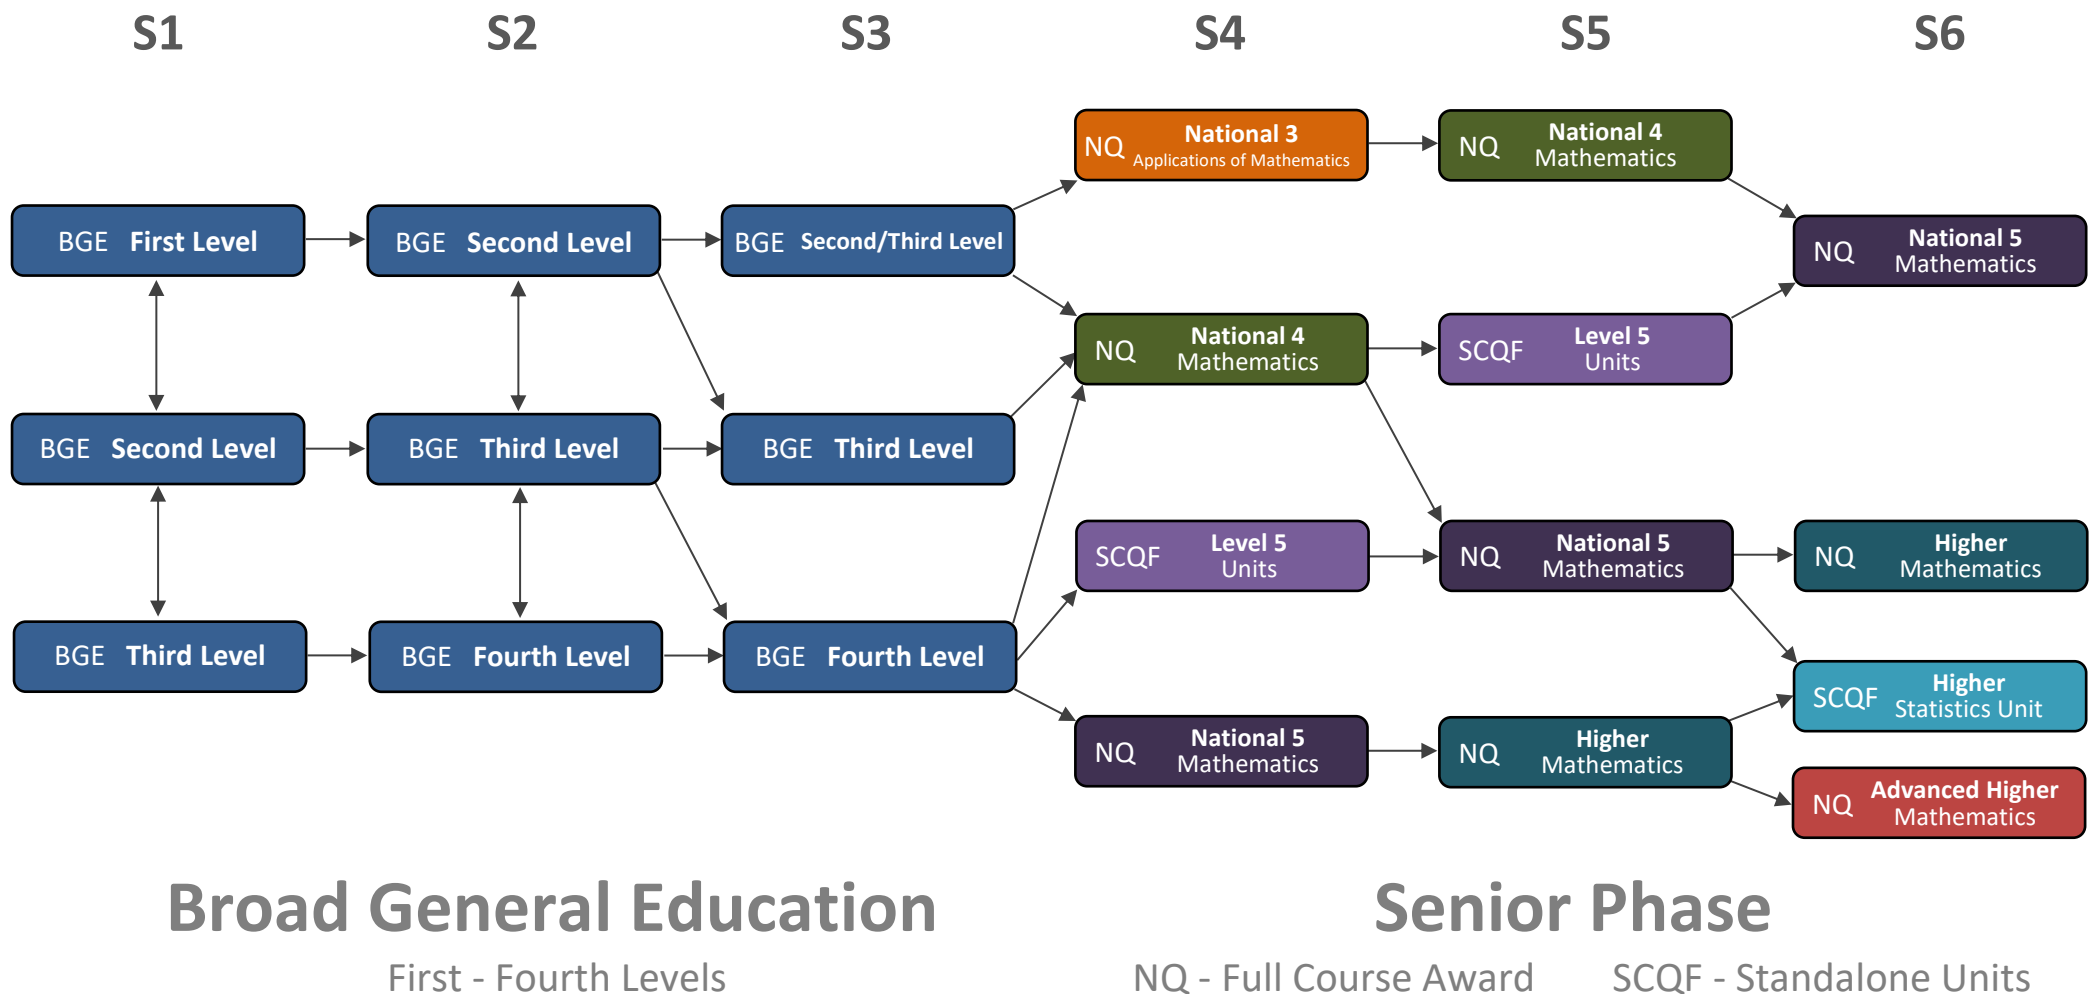 S1 S2 S3 S4 S5 S6
NQ National 3
Applications of Mathematics
NQ National 4
Mathematics
BGE First Level
BGE Second Level
BGE Second/Third Level
NQ National 5
Mathematics
NQ National 4
Mathematics
SCQF Level 5
Units
BGE Second Level
BGE Third Level
BGE Third Level
SCQF Level 5
Units
NQ National 5
Mathematics
NQ Higher
Mathematics
BGE Third Level
BGE Fourth Level
BGE Fourth Level
SCQF Higher
Statistics Unit
NQ National 5
Mathematics
NQ Higher
Mathematics
NQ Advanced Higher
Mathematics
Broad General Education
First - Fourth Levels
Senior Phase
NQ - Full Course Award SCQF - Standalone Units